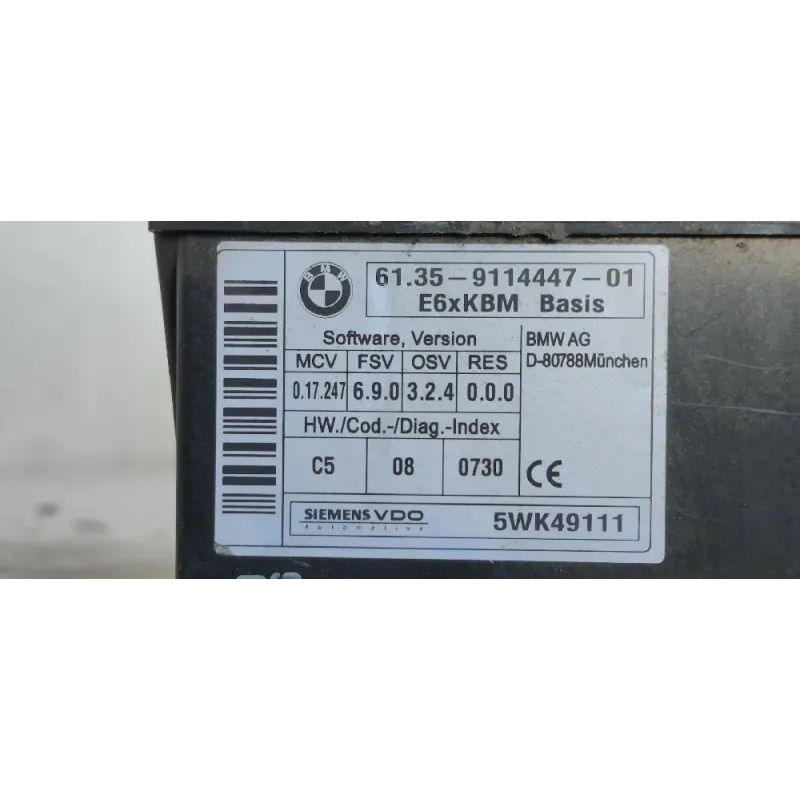 BMW
61.35-9114447-01
E6xKBM Basis
Software, Version
MCV FSV OSV RES
0.17.247 6.9.0 3.2.4 0.0.0
HW./Cod.-/Diag.-Index
C5 08 0730
BMW AG
D-80788München
CE
SIEMENS VDO
Automotive
5WK49111